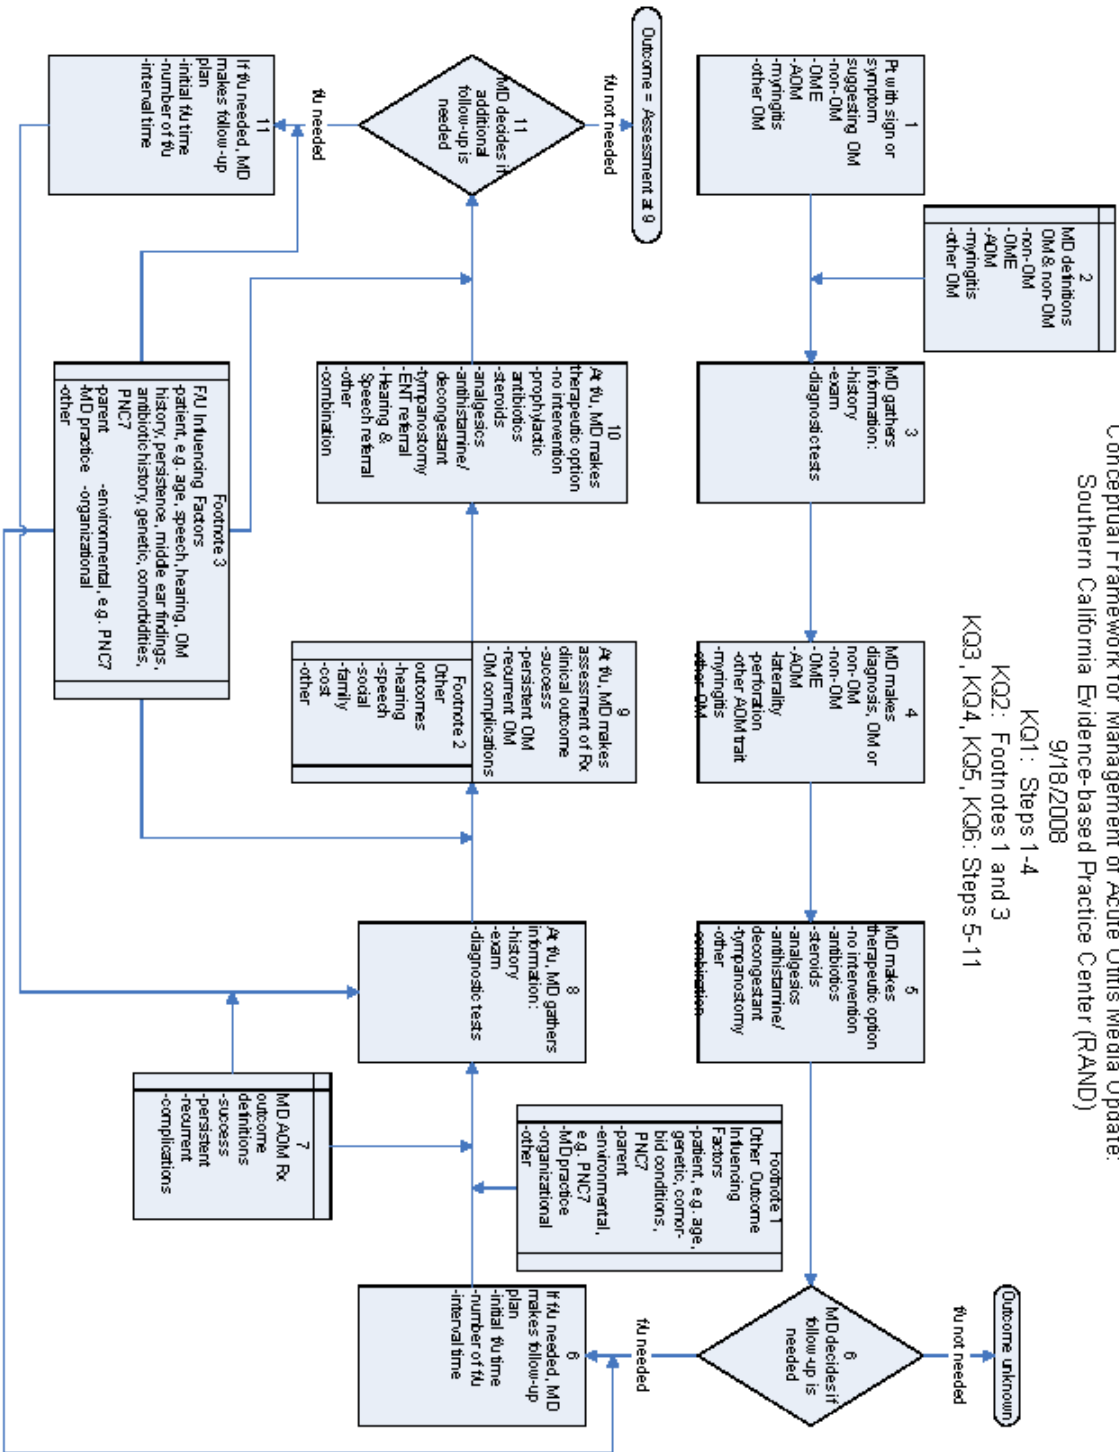 Conceptual Framework for Management of Acute Otitis Media Update:
Southern California Evidence-based Practice Center (RAND)
9/18/2008
KQ1: Steps 1-4
KQ2: Footnotes 1 and 3
KQ3, KQ4, KQ5, KQ6: Steps 5-11
1
Pt with sign or
symptom
suggesting OM
-non-OM
-OME
-AOM
-myringitis
-other OM
2
MD definitions
OM & non-OM
-non-OM
-OME
-AOM
-myringitis
-other OM
3
MD gathers
information:
-history
-exam
-diagnostic tests
4
MD makes
diagnosis, OM or
non-OM
-non-OM
-OME
-AOM
-laterality
-perforation
-other AOM trait
-myringitis
-other OM
5
MD makes
therapeutic option
-no intervention
-antibiotics
-steroids
-analgesics
-antihistamine/
decongestant
-tympanostomy
-other
-combination
6
MD decides if
follow-up is
needed
f/u not needed
Outcome unknown
f/u needed
6
If f/u needed, MD
makes follow-up
plan
-initial f/u time
-number of f/u
-interval time
Footnote 1
Other Outcome
Influencing
Factors
-patient, e.g. age,
genetic, comor-
bid conditions,
PNC7
-parent
-environmental,
e.g. PNC7
-MD practice
-organizational
-other
7
MD AOM Rx
outcome
definitions
-success
-persistent
-recurrent
-complications
8
At f/u, MD gathers
information:
-history
-exam
-diagnostic tests
9
At f/u, MD makes
assessment of Rx
clinical outcome
-success
-persistent OM
-recurrent OM
-OM complications
Footnote 2
Other
outcomes
-hearing
-speech
-social
-family
-cost
-other
10
At f/u, MD makes
therapeutic option
-no intervention
-prophylactic
antibiotics
-steroids
-analgesics
-antihistamine/
decongestant
-tympanostomy
-ENT referral
-Hearing &
Speech referral
-other
-combination
11
MD decides if
additional
follow-up is
needed
f/u not needed
Outcome = Assessment at 9
f/u needed
11
If f/u needed, MD
makes follow-up
plan
-initial f/u time
-number of f/u
-interval time
Footnote 3
F/U Influencing Factors
-patient, e.g. age, speech, hearing, OM
history, persistence, middle ear findings,
antibiotic history, genetic, comorbidities,
PNC7
-parent -environmental, e.g. PNC7
-MD practice -organizational
-other